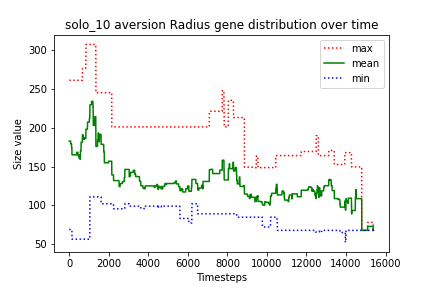 solo_10 aversion Radius gene distribution over time
300
250
200
150
100
50
Size value
max
mean
min
0 2000 4000 6000 8000 10000 12000 14000 16000
Timesteps